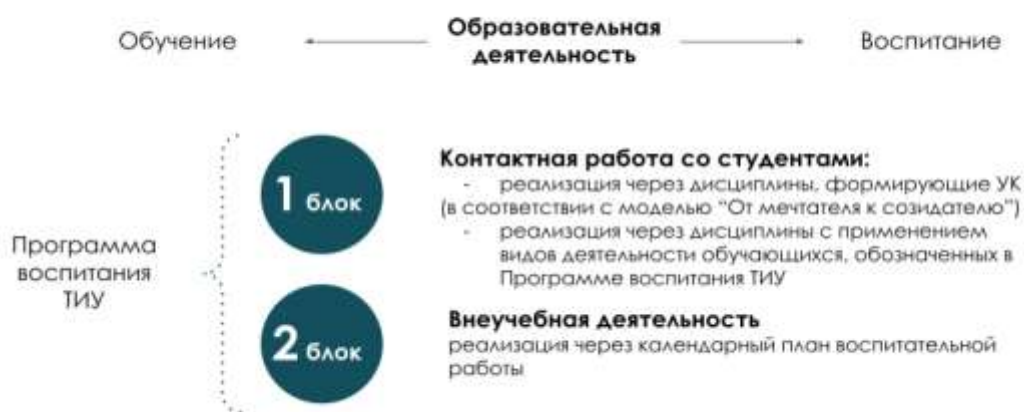 Обучение
Образовательная
деятельность
Воспитание
Программа
воспитания
ТИУ
1 блок
Контактная работа со студентами:
- реализация через дисциплины, формирующие УК
(в соответствии с моделью “От мечтателя к созидателю”)
- реализация через дисциплины с применением
видов деятельности обучающихся, обозначенных в
Программе воспитания ТИУ
2 блок
Внеучебная деятельность
реализация через календарный план воспитательной
работы